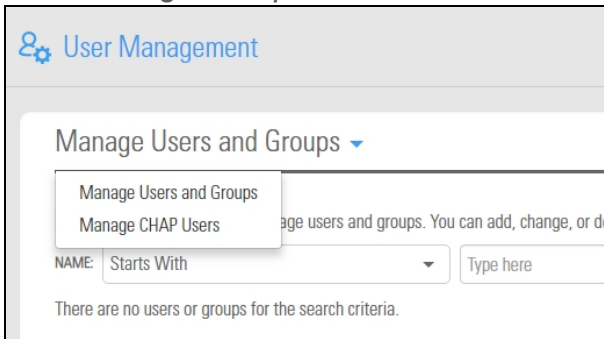 User Management
Manage Users and Groups
Manage Users and Groups
Manage CHAP Users
age users and groups. You can add, change, or d
NAME: Starts With Type here
There are no users or groups for the search criteria.